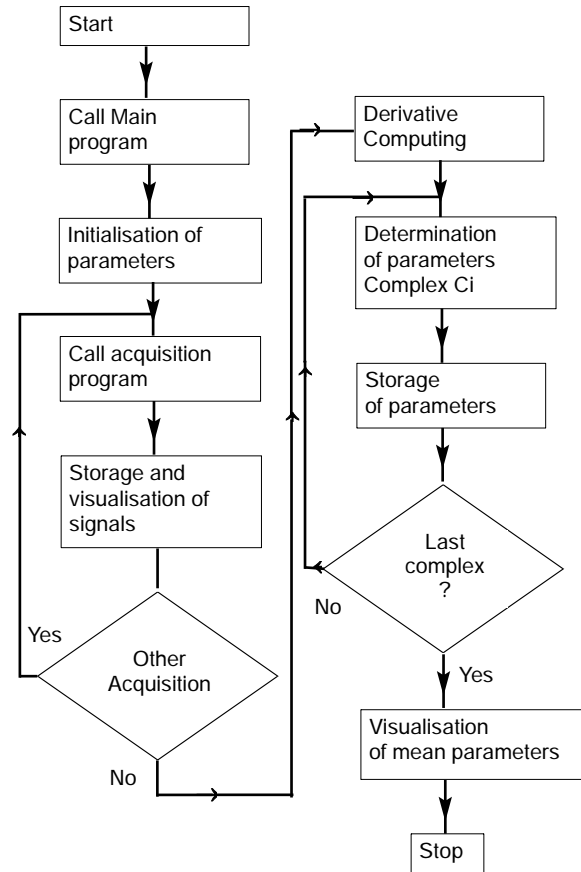 Start
Call Main
program
Initialisation of
parameters
Call acquisition
program
Storage and
visualisation of
signals
Yes
Other
Acquisition
No
Derivative
Computing
Determination
of parameters
Complex Ci
Storage
of parameters
Last
complex
?
No
Yes
Visualisation
of mean parameters
Stop